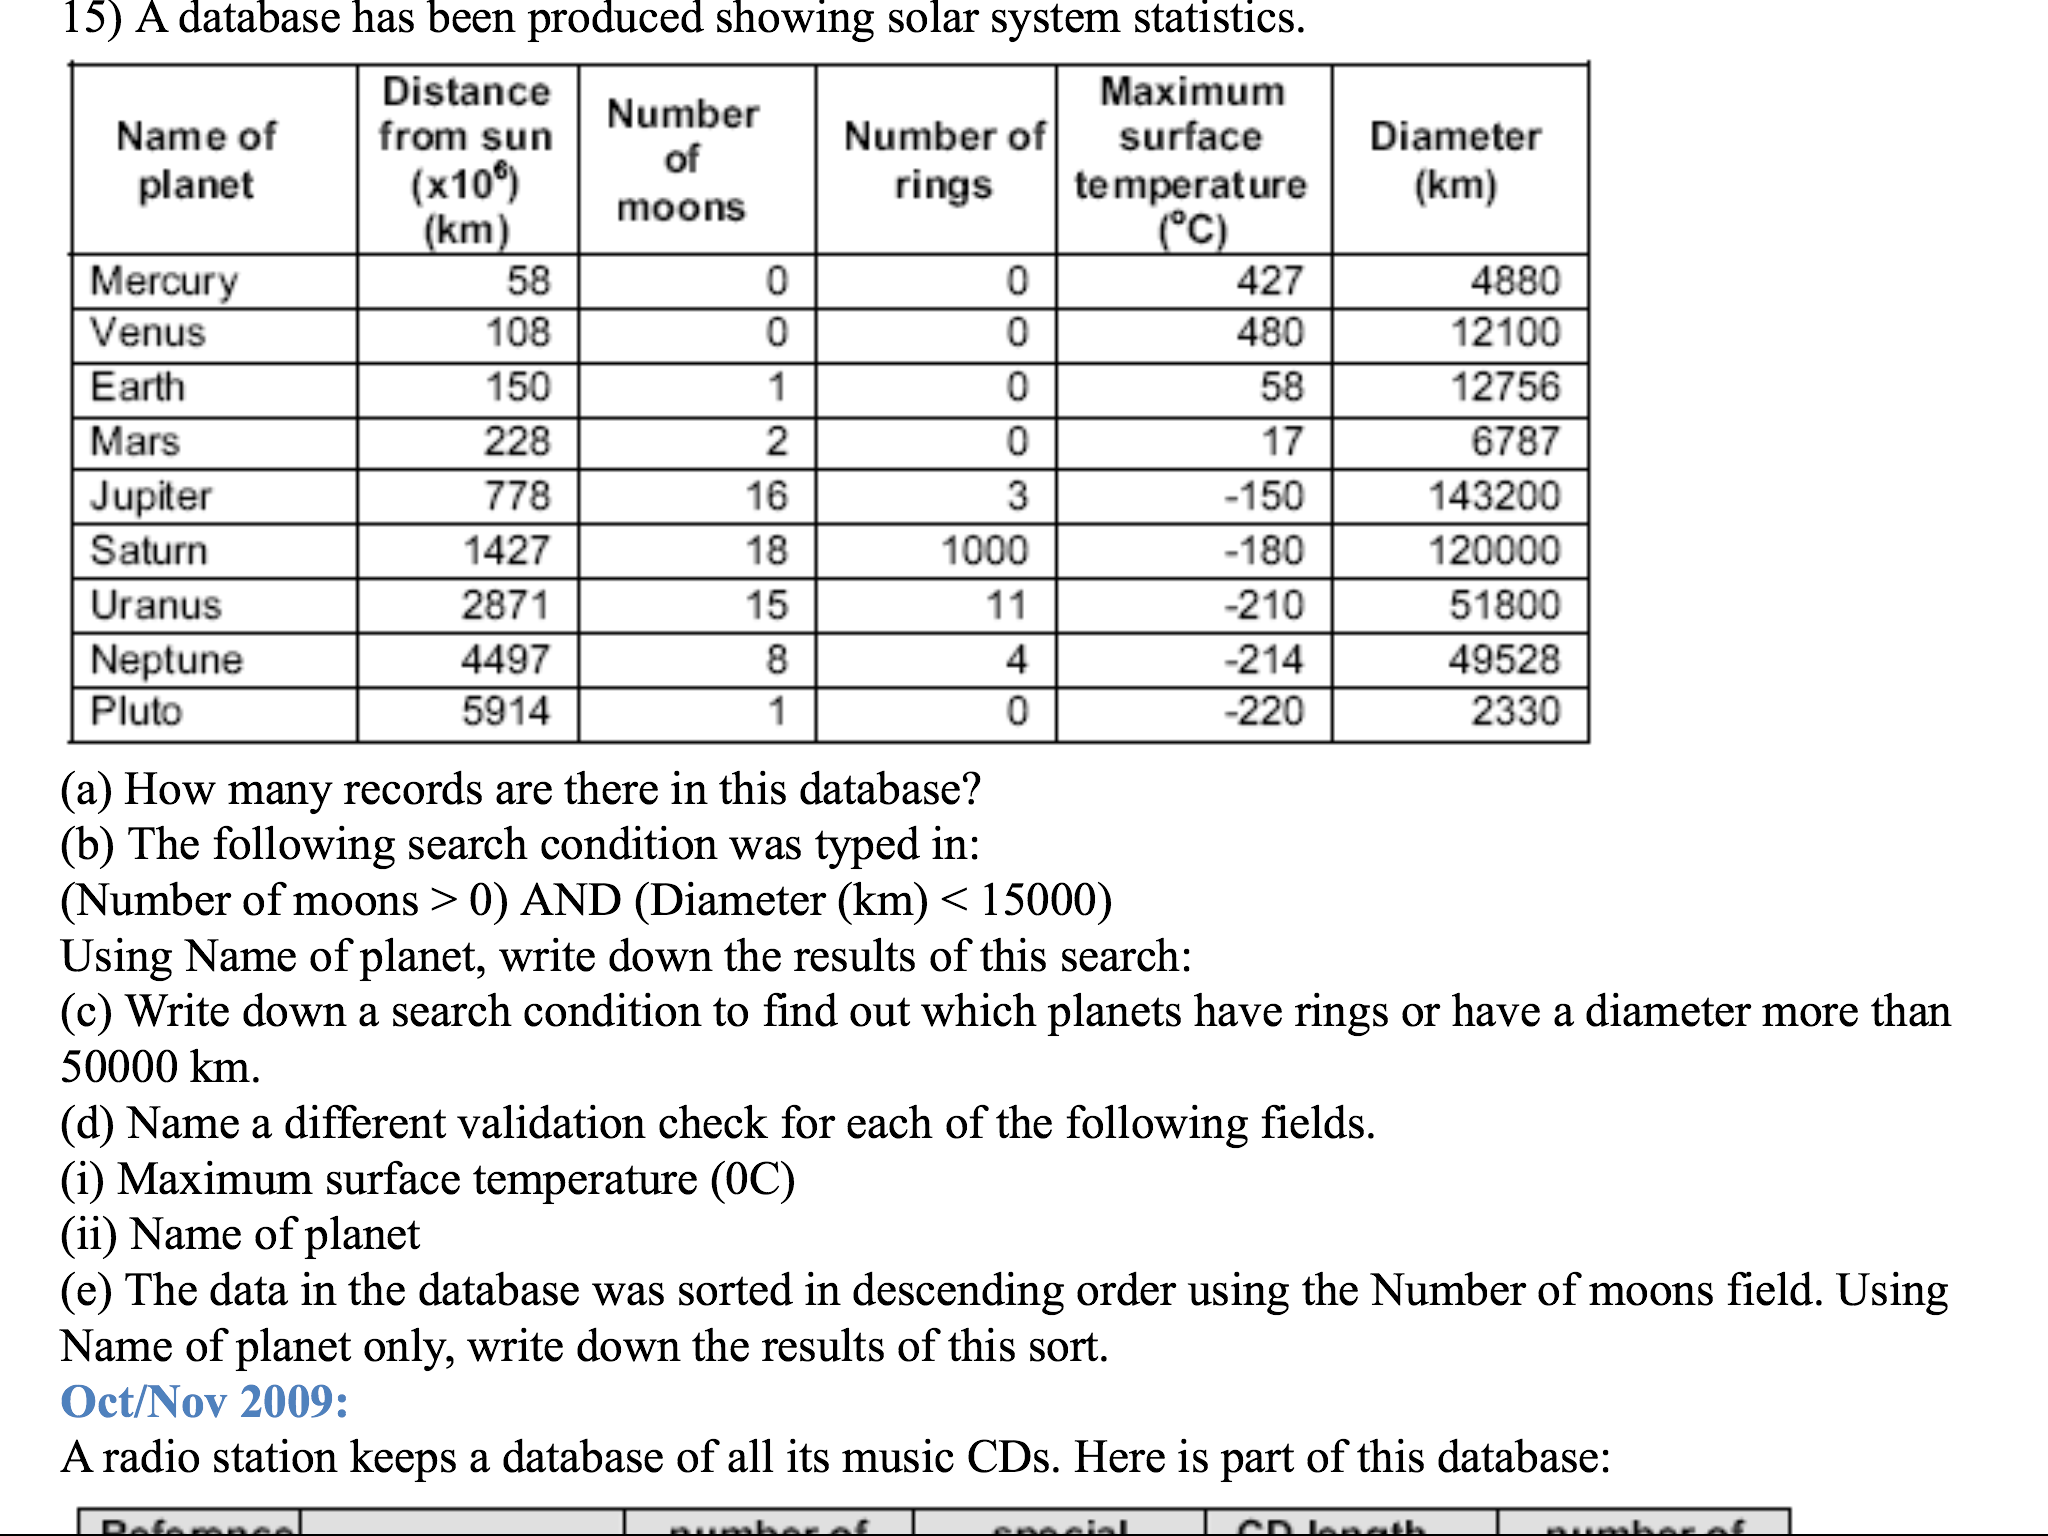 15) A database has been produced showing solar system statistics.
Name of planet | Distance from sun (x10⁶) (km) | Number of moons | Number of rings | Maximum surface temperature (°C) | Diameter (km)
Mercury 58 0 0 427 4880
Venus 108 0 0 480 12100
Earth 150 1 0 58 12756
Mars 228 2 0 17 6787
Jupiter 778 16 3 -150 143200
Saturn 1427 18 1000 -180 120000
Uranus 2871 15 11 -210 51800
Neptune 4497 8 4 -214 49528
Pluto 5914 1 0 -220 2330
(a) How many records are there in this database?
(b) The following search condition was typed in:
(Number of moons > 0) AND (Diameter (km) < 15000)
Using Name of planet, write down the results of this search:
(c) Write down a search condition to find out which planets have rings or have a diameter more than
50000 km.
(d) Name a different validation check for each of the following fields.
(i) Maximum surface temperature (0C)
(ii) Name of planet
(e) The data in the database was sorted in descending order using the Number of moons field. Using
Name of planet only, write down the results of this sort.
Oct/Nov 2009:
A radio station keeps a database of all its music CDs. Here is part of this database:
Reference number of special CD length number of